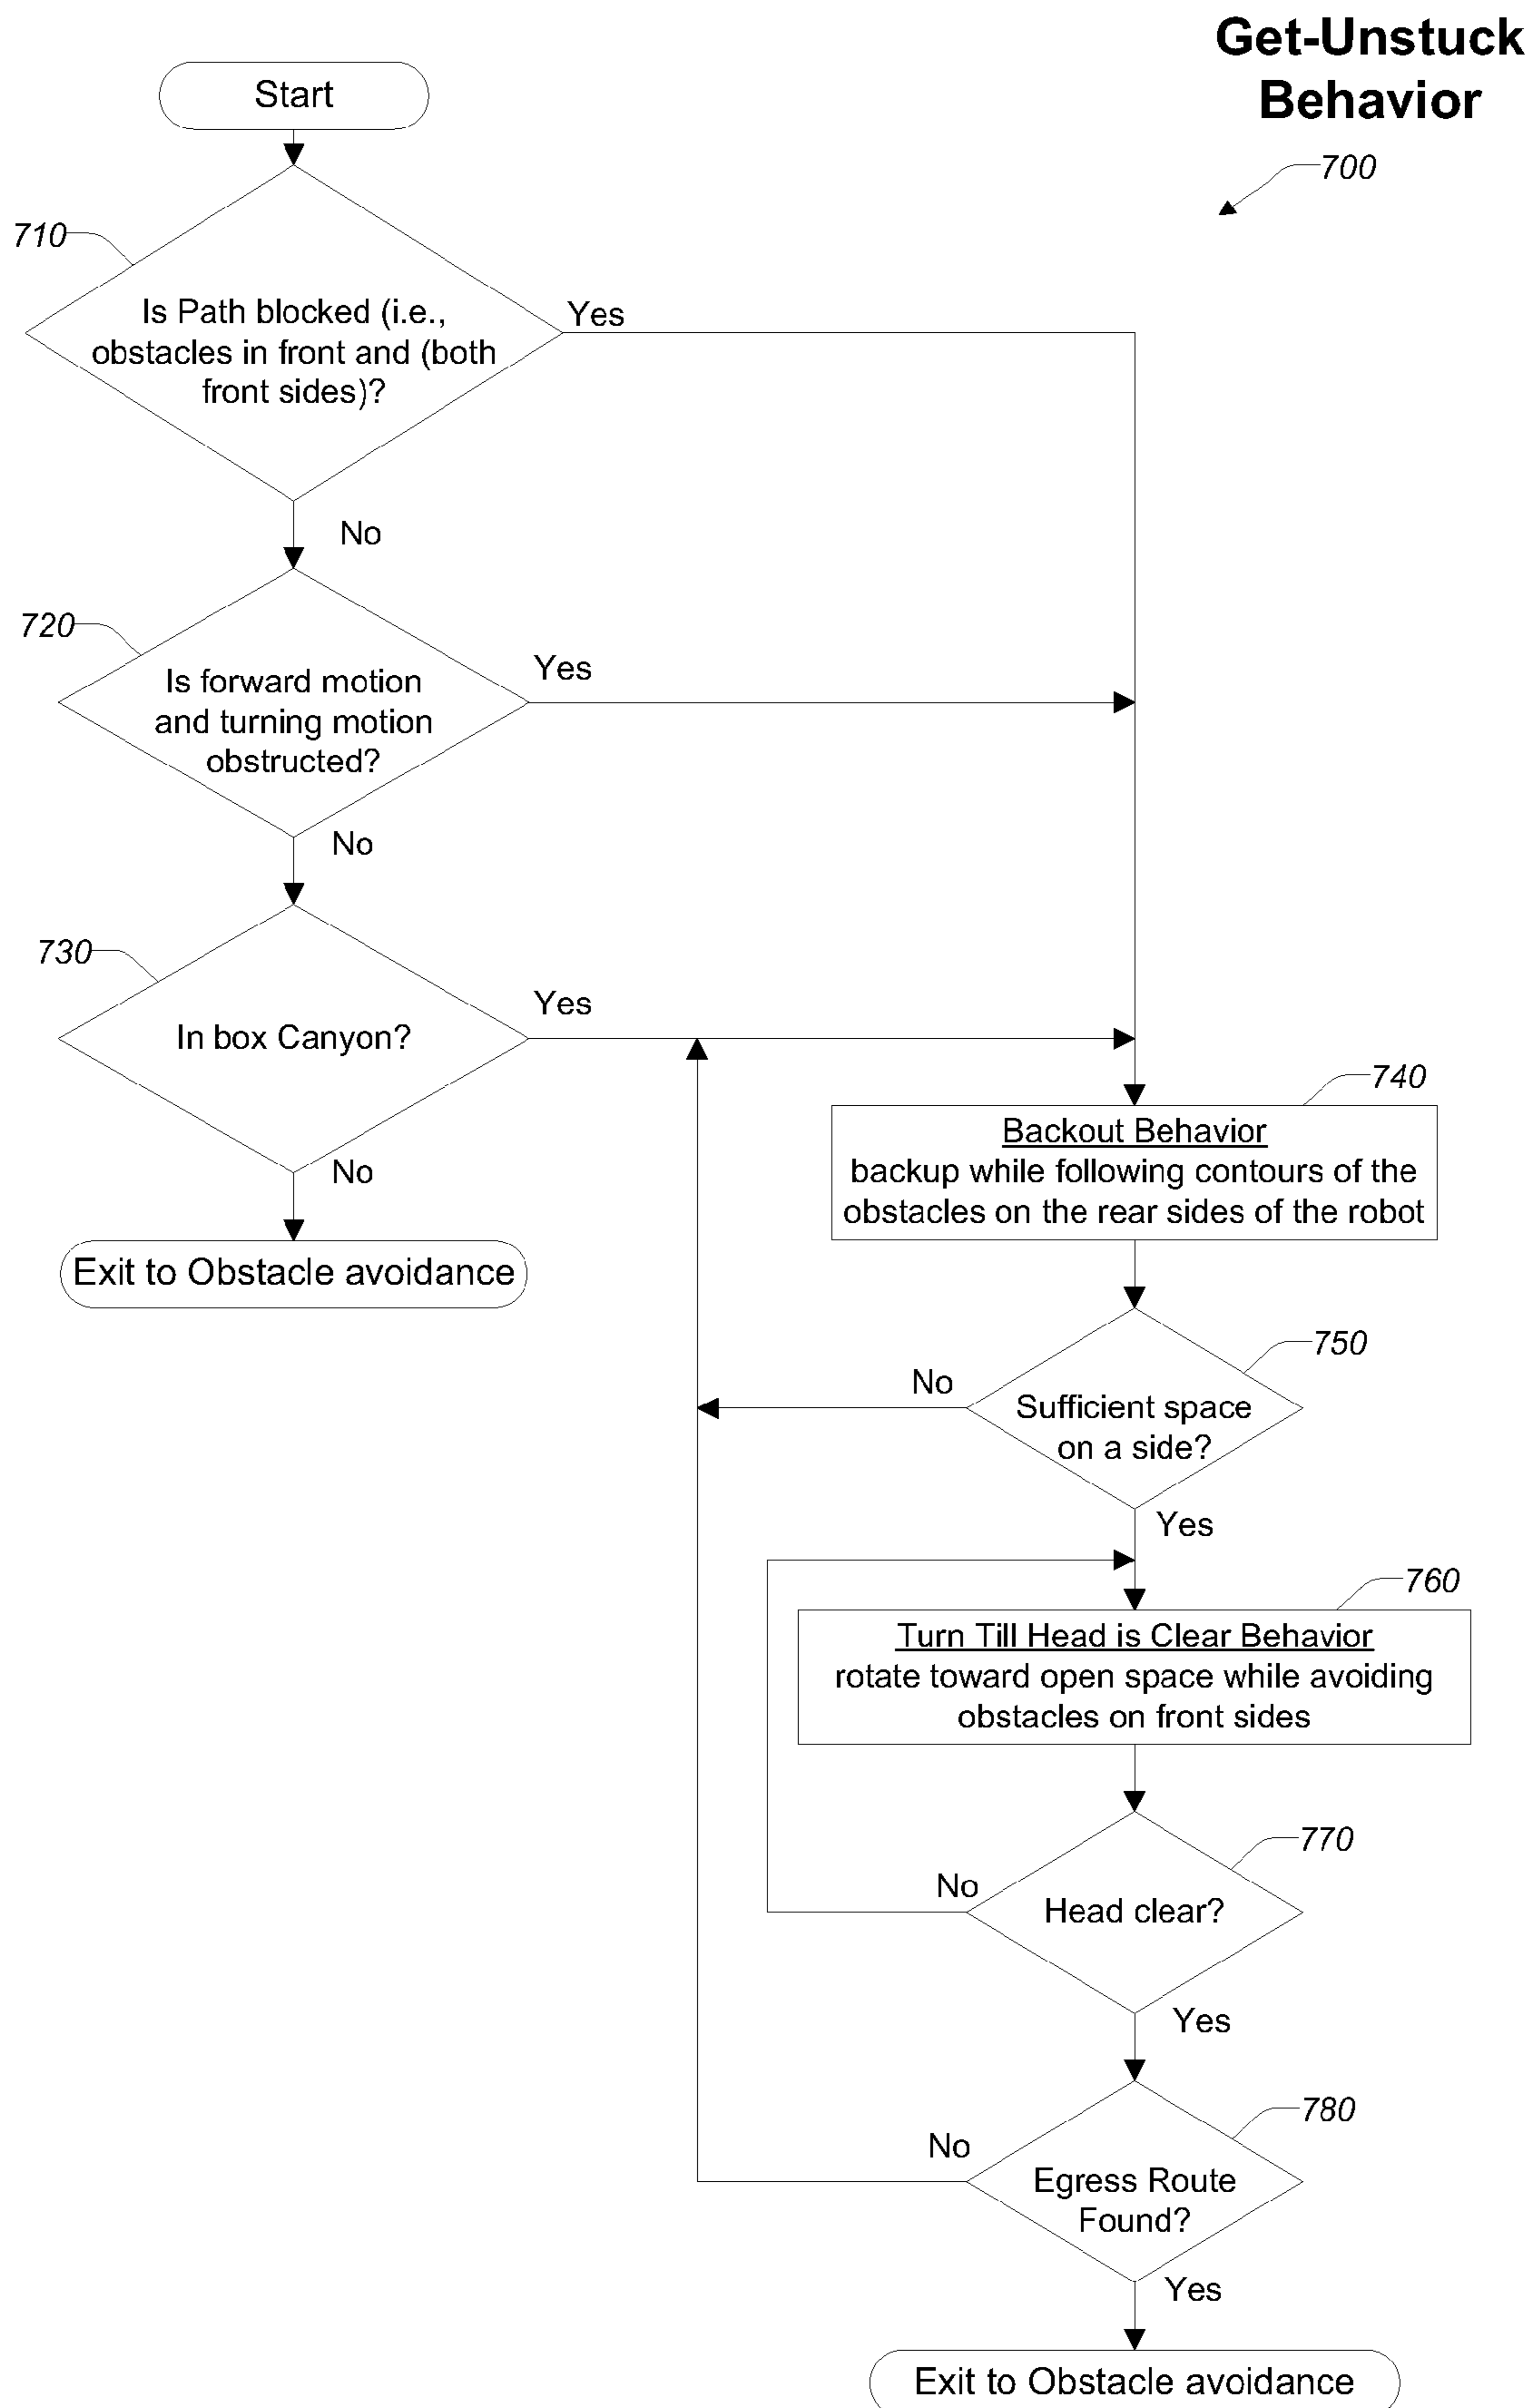 Get-Unstuck
Behavior
700
Start
710
Is Path blocked (i.e.,
obstacles in front and (both
front sides)?
Yes
No
720
Is forward motion
and turning motion
obstructed?
Yes
No
730
In box Canyon?
Yes
No
Exit to Obstacle avoidance
740
Backout Behavior
backup while following contours of the
obstacles on the rear sides of the robot
750
Sufficient space
on a side?
No
Yes
760
Turn Till Head is Clear Behavior
rotate toward open space while avoiding
obstacles on front sides
770
Head clear?
No
Yes
780
Egress Route
Found?
No
Yes
Exit to Obstacle avoidance